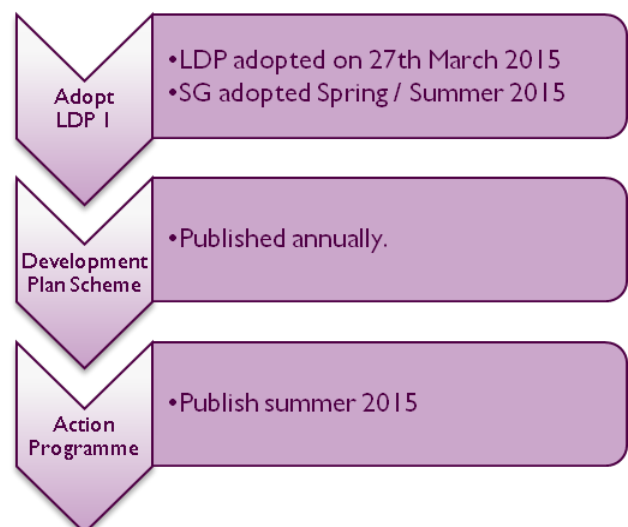 Adopt
LDP 1
•LDP adopted on 27th March 2015
•SG adopted Spring / Summer 2015
Development
Plan Scheme
•Published annually.
Action
Programme
•Publish summer 2015